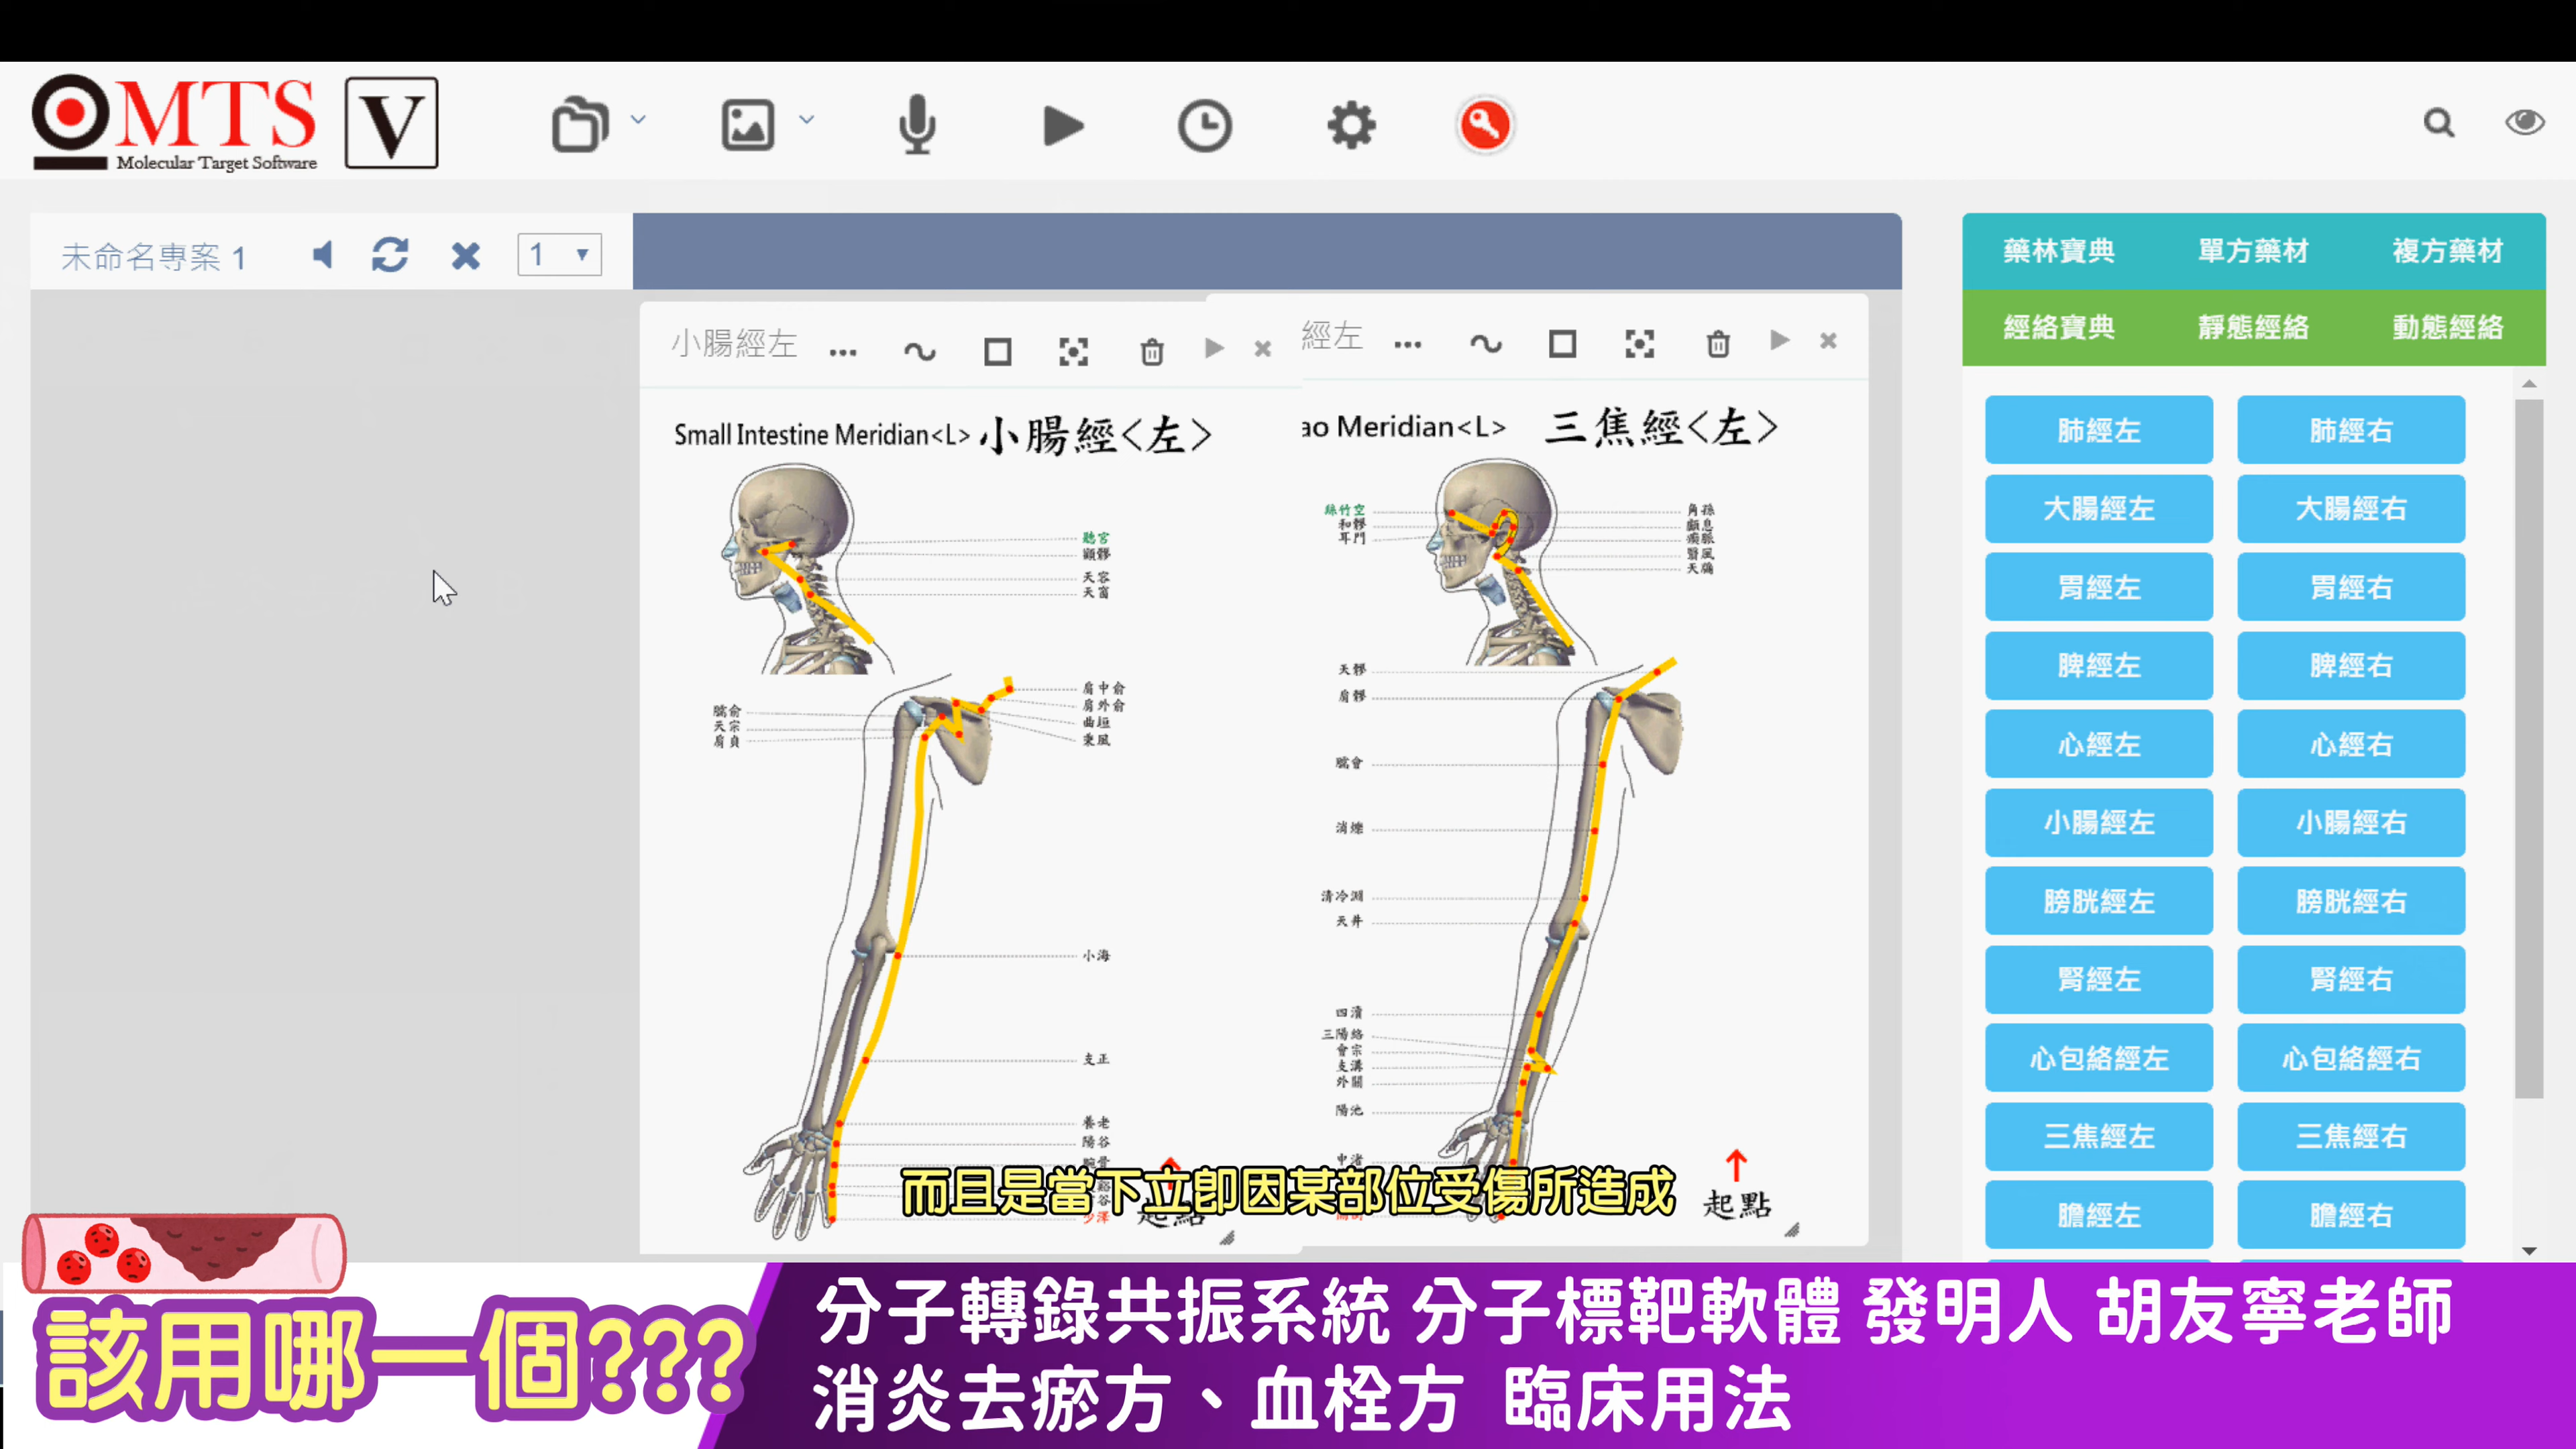 MTS
Molecular Target Software
V
未命名專案 1
1
藥林寶典 單方藥材 複方藥材
經絡寶典 靜態經絡 動態經絡
小腸經左
經左
Small Intestine Meridian<L> 小腸經<左>
聽宮
顴髎
天容
天窗
臑俞
天宗
肩貞
肩中俞
肩外俞
曲垣
秉風
小海
支正
養老
陽谷
腕骨
少澤
起點
ao Meridian<L> 三焦經<左>
絲竹空
和髎
耳門
角孫
顱息
瘈脈
翳風
天牖
天髎
肩髎
臑會
消爍
清冷淵
天井
四瀆
三陽絡
會宗
支溝
外關
陽池
中渚
起點
肺經左 肺經右
大腸經左 大腸經右
胃經左 胃經右
脾經左 脾經右
心經左 心經右
小腸經左 小腸經右
膀胱經左 膀胱經右
腎經左 腎經右
心包絡經左 心包絡經右
三焦經左 三焦經右
膽經左 膽經右
而且是當下立即因某部位受傷所造成
該用哪一個???
分子轉錄共振系統 分子標靶軟體 發明人 胡友寧老師
消炎去瘀方、血栓方 臨床用法